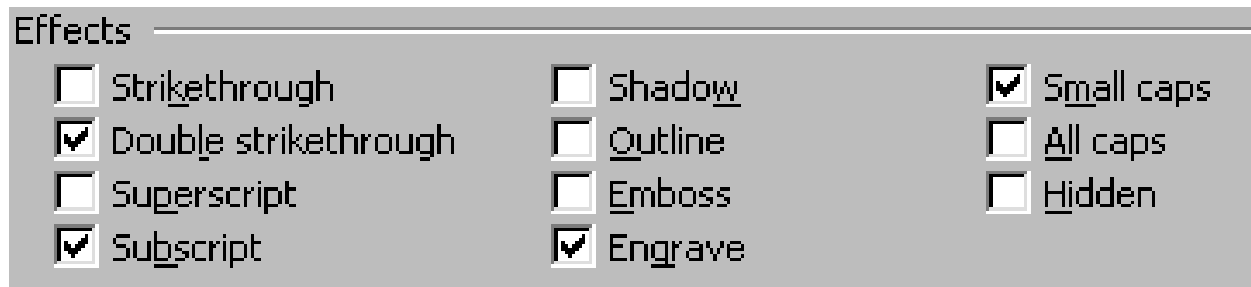 Effects
Strikethrough
Double strikethrough
Superscript
Subscript
Shadow
Outline
Emboss
Engrave
Small caps
All caps
Hidden